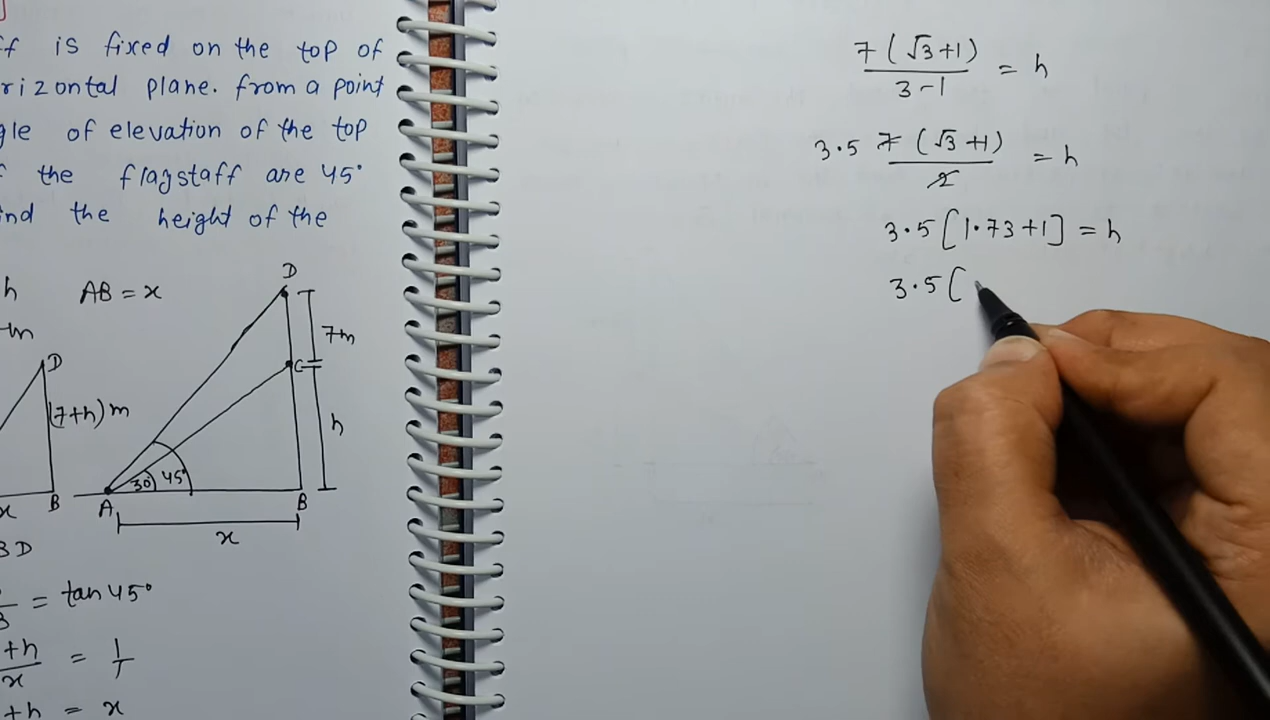 ff is fixed on the top of
rizontal plane. from a point
gle of elevation of the top
f the flagstaff are 45°
nd the height of the
h AB = x
m
D
(7+h) m
x B
D
7m
C
h
30 45°
A B
x
BD
= tan 45°
+h/x = 1/1
+h = x
7(√3+1)/3-1 = h
3.5 7(√3+1)/2 = h
3.5[1.73+1] = h
3.5[